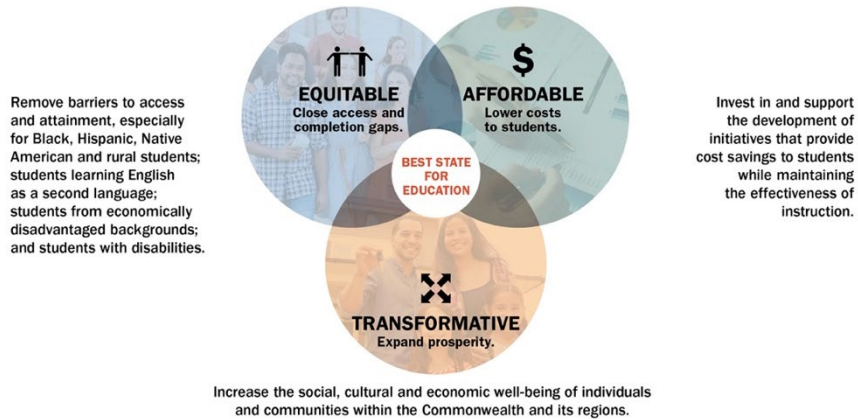 EQUITABLE
Close access and
completion gaps.
$
AFFORDABLE
Lower costs
to students.
Remove barriers to access
and attainment, especially
for Black, Hispanic, Native
American and rural students;
students learning English
as a second language;
students from economically
disadvantaged backgrounds;
and students with disabilities.
BEST STATE
FOR
EDUCATION
Invest in and support
the development of
initiatives that provide
cost savings to students
while maintaining
the effectiveness of
instruction.
TRANSFORMATIVE
Expand prosperity.
Increase the social, cultural and economic well-being of individuals
and communities within the Commonwealth and its regions.